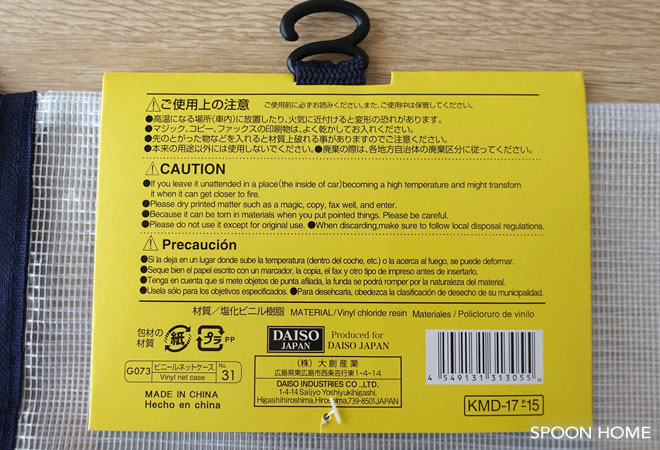 ⚠ご使用上の注意 ご使用前に必ずお読みください。また、ご使用中は保管してください。
●高温になる場所(車内)に放置したり、火気に近付けると変形の恐れがあります。
●マジック、コピー、ファックスの印刷物は、よく乾かしてお入れください。
●先のとがった物などを入れると材質上破れる事がありますのでご注意ください。
●本来の用途以外には使用しないでください。●廃棄の際は、各地方自治体の廃棄区分に従ってください。
⚠CAUTION
●If you leave it unattended in a place(the inside of car)becoming a high temperature and might transform
it when it can get closer to fire.
●Please dry printed matter such as a magic, copy, fax well, and enter.
●Because it can be torn in materials when you put pointed things. Please be careful.
●Please do not use it except for original use. ●When discarding,make sure to follow local disposal regulations.
⚠ Precaución
●Si la deja en un lugar donde sube la temperatura (dentro del coche, etc.) o la acerca al fuego, se puede deformar.
●Seque bien el papel escrito con un marcador, la copia, el fax y otro tipo de impreso antes de insertarlo.
●Tenga en cuenta que si mete objetos de punta afilada, la funda se podrá romper por la naturaleza del material.
●Úsela sólo para los objetivos especificados. ●Para desecharla, obedezca la clasificación de desecho de su municipalidad.
材質/塩化ビニル樹脂 MATERIAL/Vinyl chloride resin Materiales / Policloruro de vinilo
包材の
材質
紙
プラ
PP
DAISO
JAPAN
Produced for
DAISO JAPAN
G073
ビニールネットケース
Vinyl net case
No.
31
MADE IN CHINA
Hecho en china
(株)大創産業
広島県東広島市西条吉行東1-4-14
DAISO INDUSTRIES CO.,LTD.
1-4-14 Saijyo Yoshiyukihigashi,
Higashihiroshima,Hiroshima,739-8501JAPAN
4 549131 313055
KMD-17 P-15
SPOON HOME